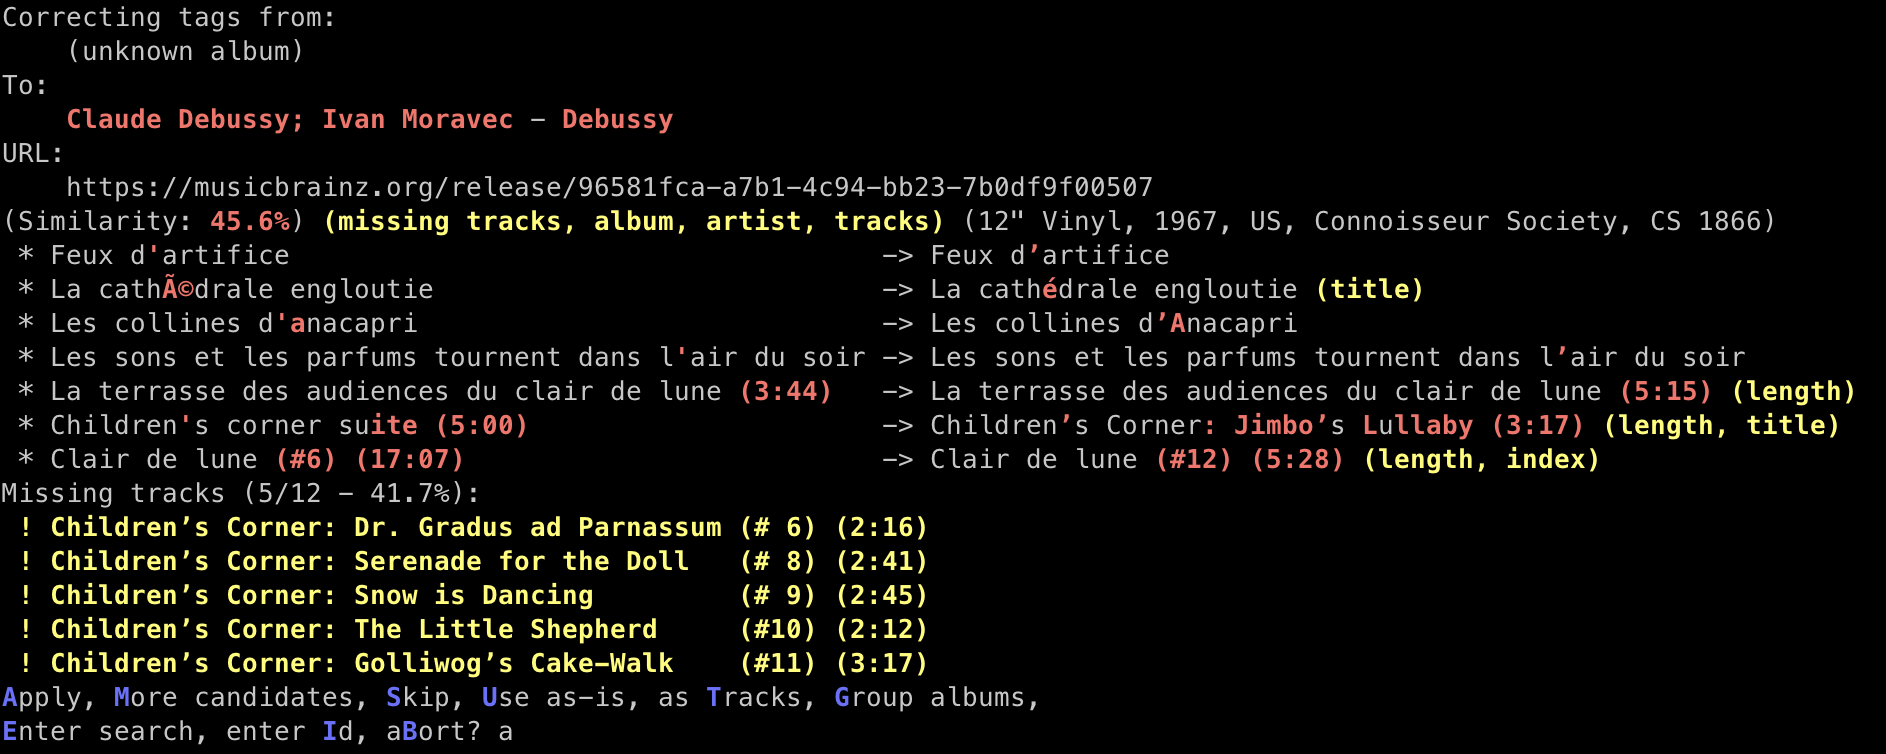 Correcting tags from:
    (unknown album)
To:
    Claude Debussy; Ivan Moravec - Debussy
URL:
    https://musicbrainz.org/release/96581fca-a7b1-4c94-bb23-7b0df9f00507
(Similarity: 45.6%) (missing tracks, album, artist, tracks) (12" Vinyl, 1967, US, Connoisseur Society, CS 1866)
 * Feux d'artifice                                     -> Feux d’artifice
 * La cathÃ©drale engloutie                            -> La cathédrale engloutie (title)
 * Les collines d'anacapri                             -> Les collines d’Anacapri
 * Les sons et les parfums tournent dans l'air du soir -> Les sons et les parfums tournent dans l’air du soir
 * La terrasse des audiences du clair de lune (3:44)   -> La terrasse des audiences du clair de lune (5:15) (length)
 * Children's corner suite (5:00)                      -> Children’s Corner: Jimbo’s Lullaby (3:17) (length, title)
 * Clair de lune (#6) (17:07)                          -> Clair de lune (#12) (5:28) (length, index)
Missing tracks (5/12 - 41.7%):
 ! Children’s Corner: Dr. Gradus ad Parnassum (# 6) (2:16)
 ! Children’s Corner: Serenade for the Doll   (# 8) (2:41)
 ! Children’s Corner: Snow is Dancing         (# 9) (2:45)
 ! Children’s Corner: The Little Shepherd     (#10) (2:12)
 ! Children’s Corner: Golliwog’s Cake-Walk    (#11) (3:17)
Apply, More candidates, Skip, Use as-is, as Tracks, Group albums,
Enter search, enter Id, aBort? a